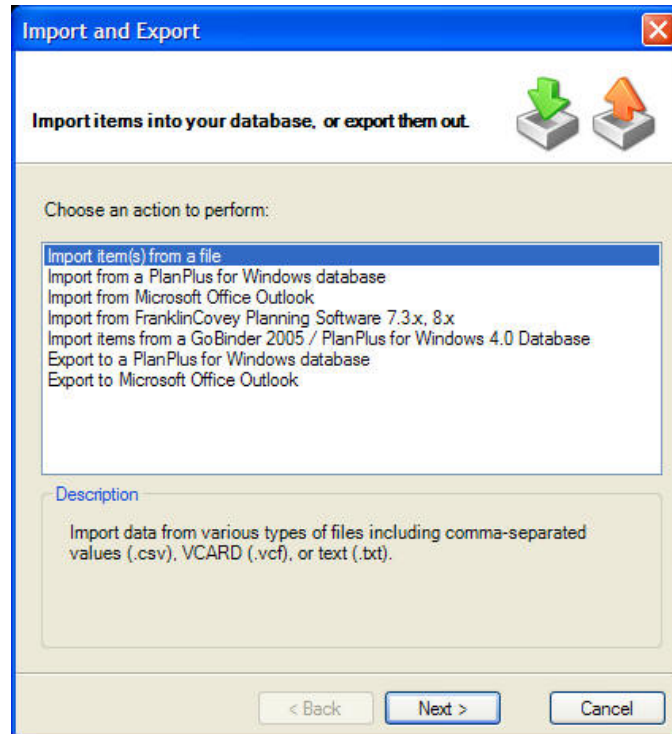 Import and Export
Import items into your database, or export them out.
Choose an action to perform:
Import item(s) from a file
Import from a PlanPlus for Windows database
Import from Microsoft Office Outlook
Import from FranklinCovey Planning Software 7.3.x, 8.x
Import items from a GoBinder 2005 / PlanPlus for Windows 4.0 Database
Export to a PlanPlus for Windows database
Export to Microsoft Office Outlook
Description
Import data from various types of files including comma-separated
values (.csv), VCARD (.vcf), or text (.txt).
< Back
Next >
Cancel